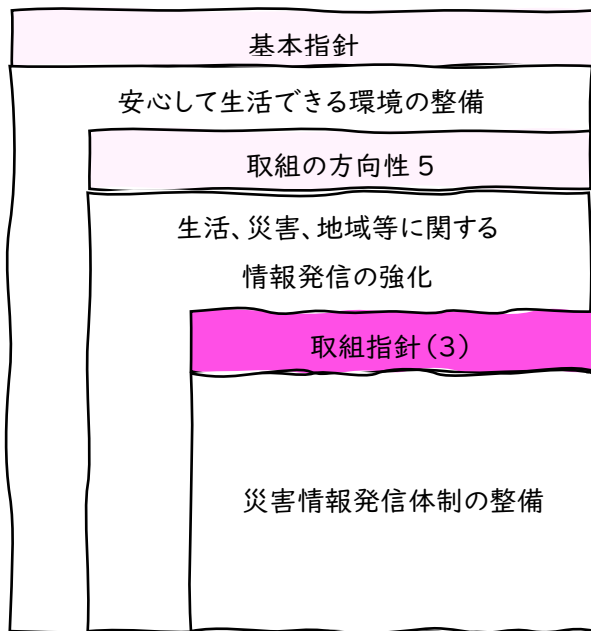 基本指針
安心して生活できる環境の整備
取組の方向性 5
生活、災害、地域等に関する
情報発信の強化
取組指針(3)
災害情報発信体制の整備